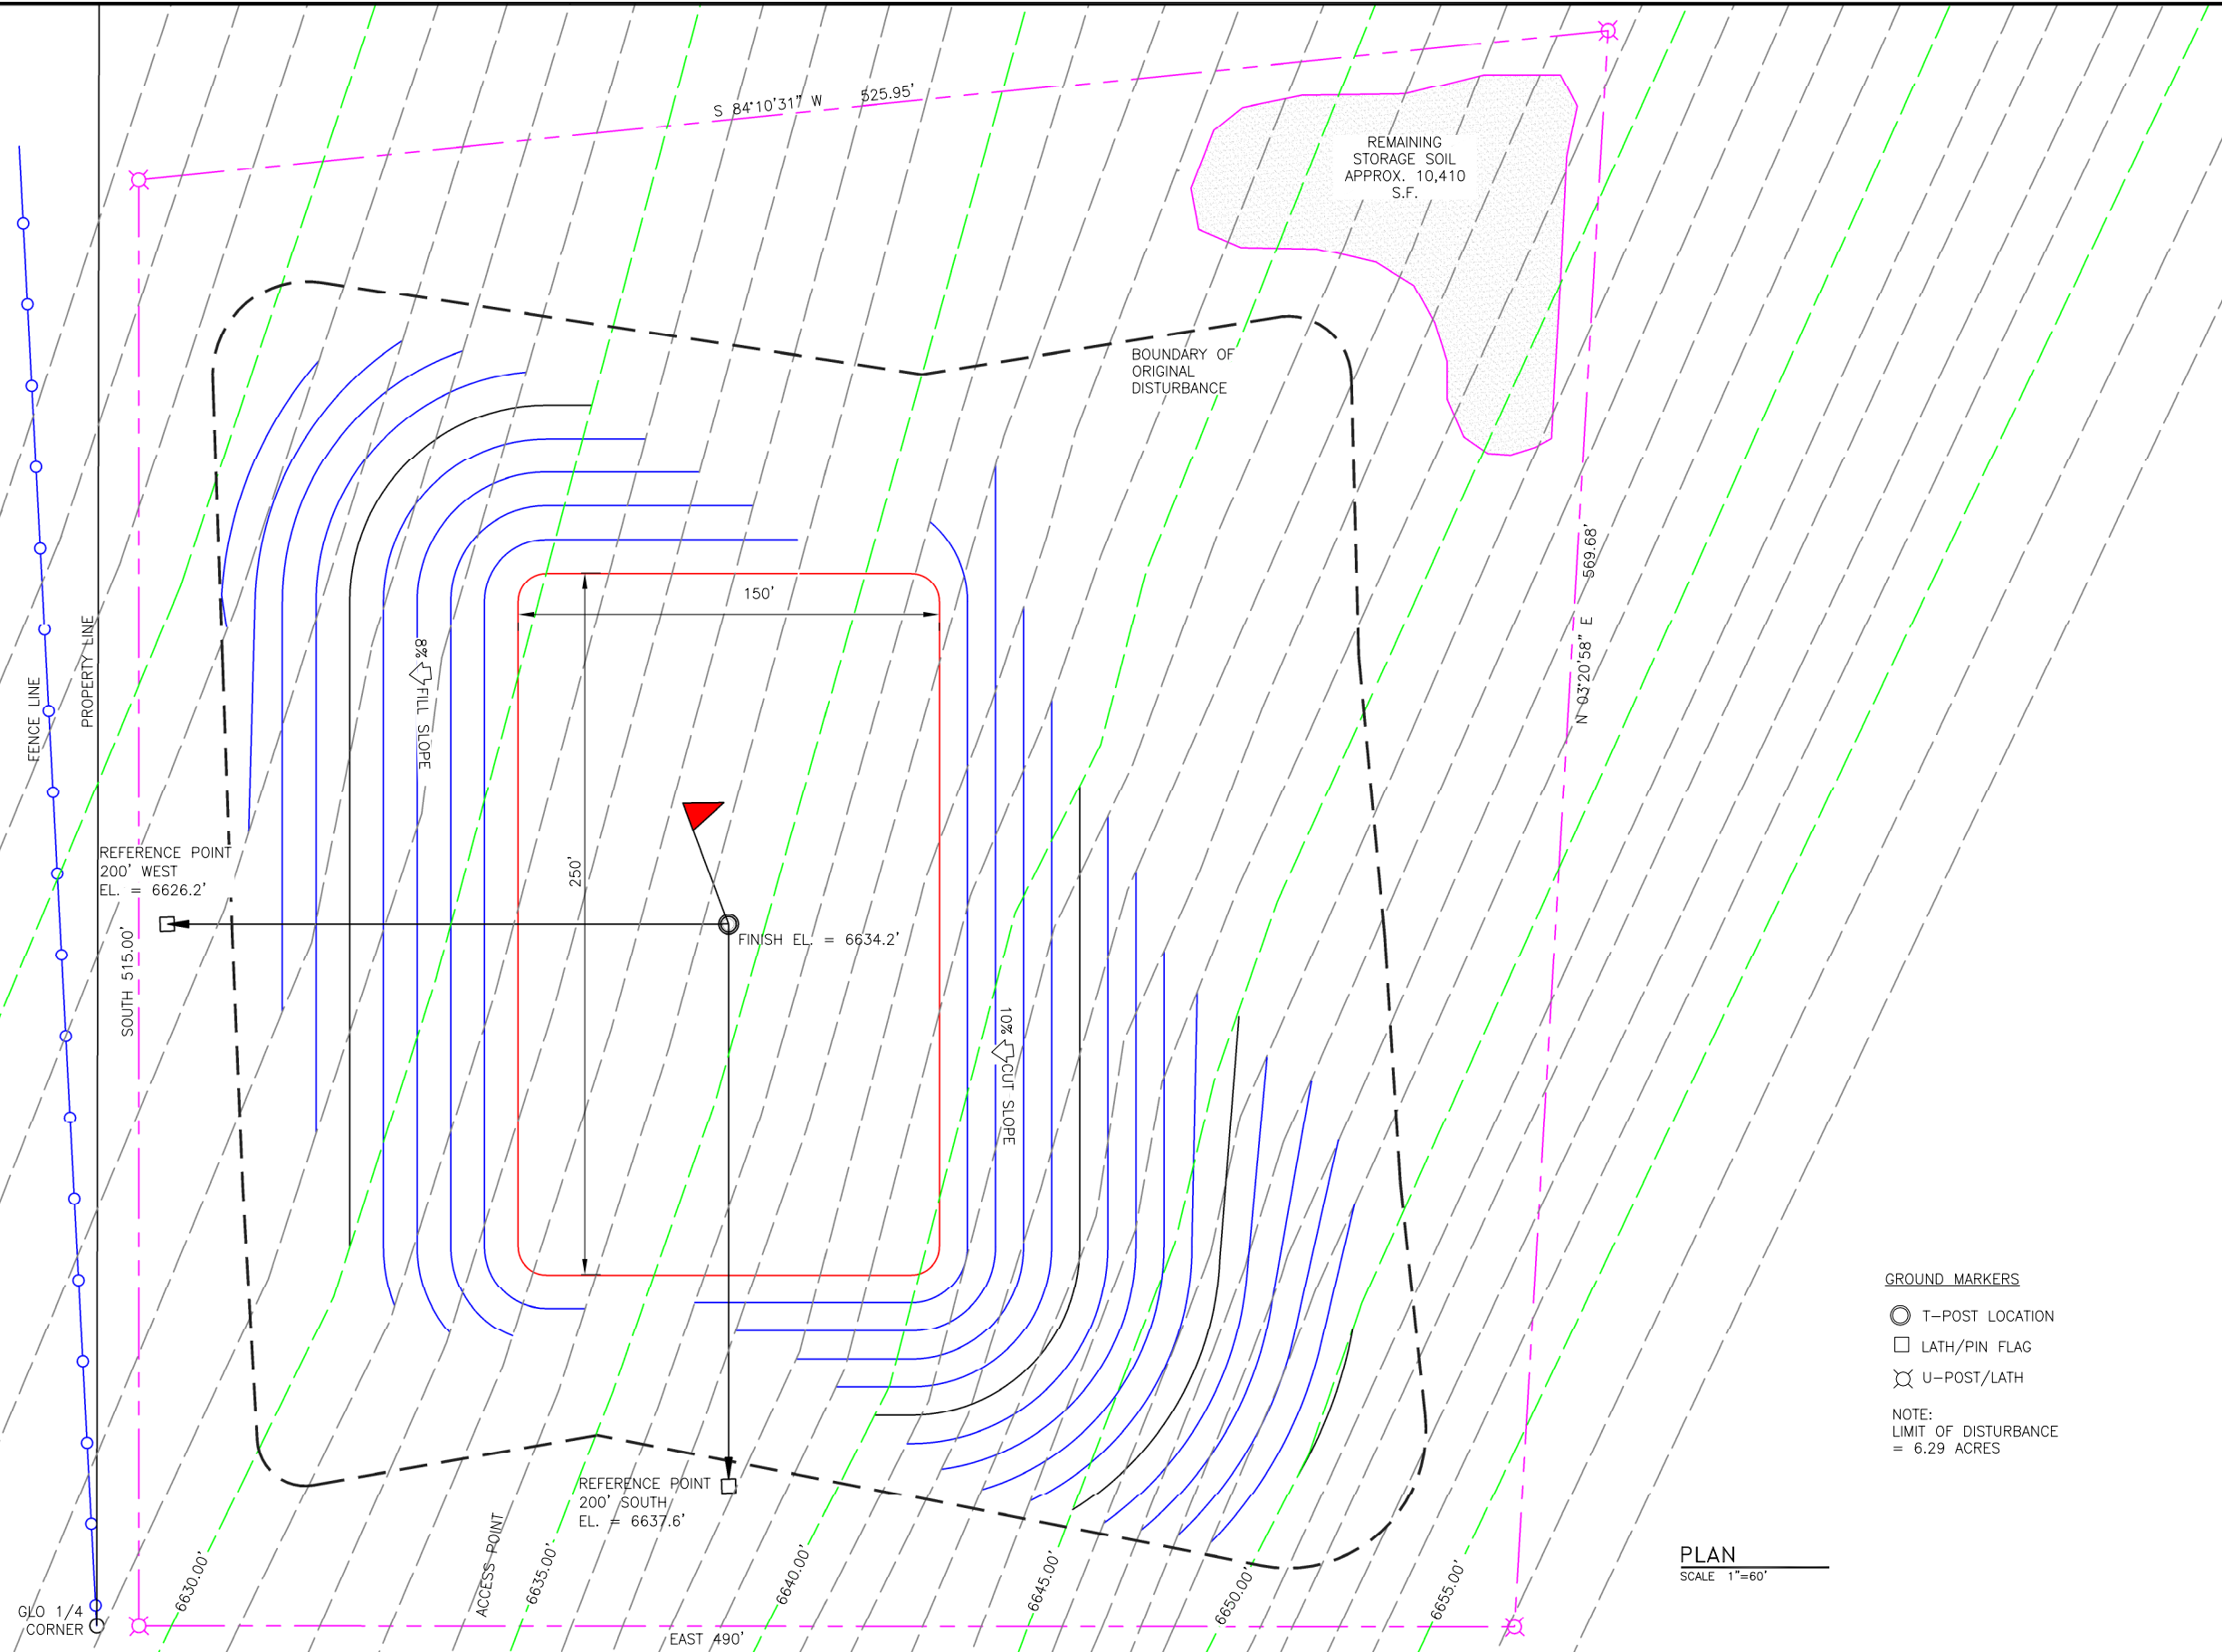 S 84°10'31" W 525.95'
REMAINING
STORAGE SOIL
APPROX. 10,410
S.F.
BOUNDARY OF
ORIGINAL
DISTURBANCE
569.68'
N 03°20'58" E
150'
250'
8% FILL SLOPE
FENCE LINE
PROPERTY LINE
REFERENCE POINT
200' WEST
EL. = 6626.2'
SOUTH 515.00'
FINISH EL. = 6634.2'
10% CUT SLOPE
REFERENCE POINT
200' SOUTH
EL. = 6637.6'
ACCESS POINT
6630.00'
6635.00'
6640.00'
6645.00'
6650.00'
6655.00'
GLO 1/4
CORNER
EAST 490'
GROUND MARKERS
T-POST LOCATION
LATH/PIN FLAG
U-POST/LATH
NOTE:
LIMIT OF DISTURBANCE
= 6.29 ACRES
PLAN
SCALE 1"=60'